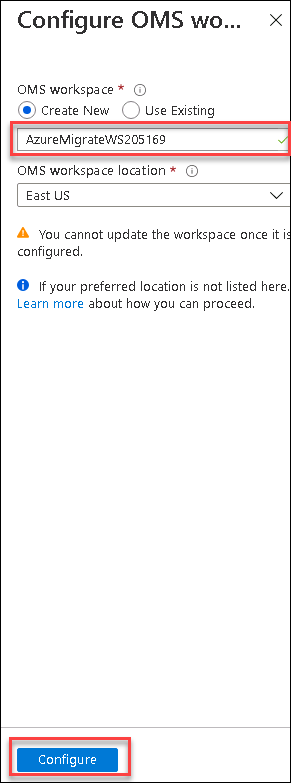 Configure OMS wo...
OMS workspace *
Create New Use Existing
AzureMigrateWS205169
OMS workspace location *
East US
You cannot update the workspace once it is
configured.
If your preferred location is not listed here.
Learn more about how you can proceed.
Configure